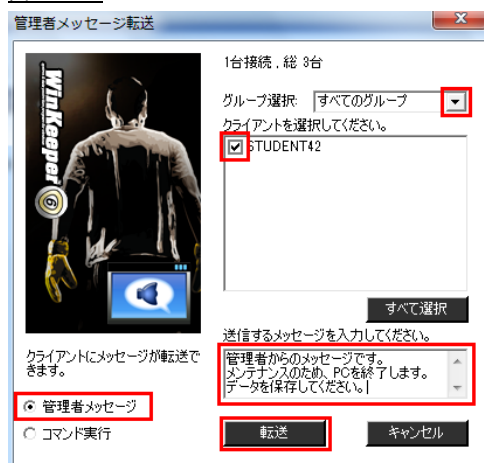 管理者メッセージ転送
WinKeeper 6
1台接続 , 総 3台
グループ選択: すべてのグループ
クライアントを選択してください。
STUDENT42
すべて選択
送信するメッセージを入力してください。
管理者からのメッセージです。
メンテナンスのため、PCを終了します。
データを保存してください。
クライアントにメッセージが転送で
きます。
管理者メッセージ
コマンド実行
転送
キャンセル